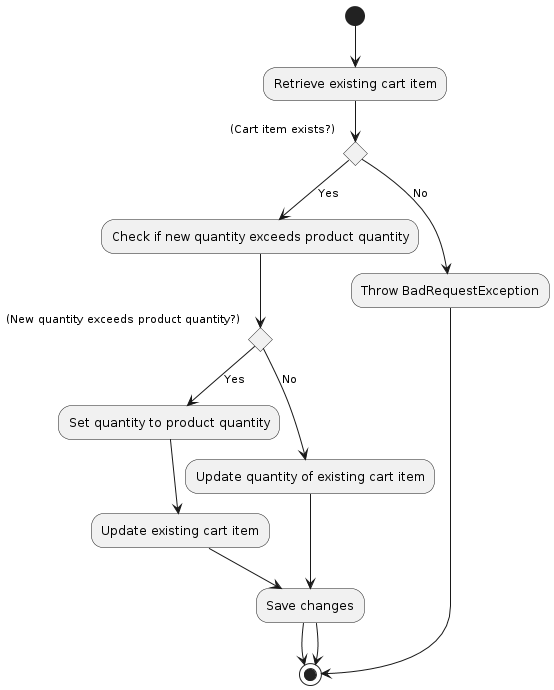 Retrieve existing cart item
(Cart item exists?)
Yes
No
Check if new quantity exceeds product quantity
Throw BadRequestException
(New quantity exceeds product quantity?)
Yes
No
Set quantity to product quantity
Update quantity of existing cart item
Update existing cart item
Save changes